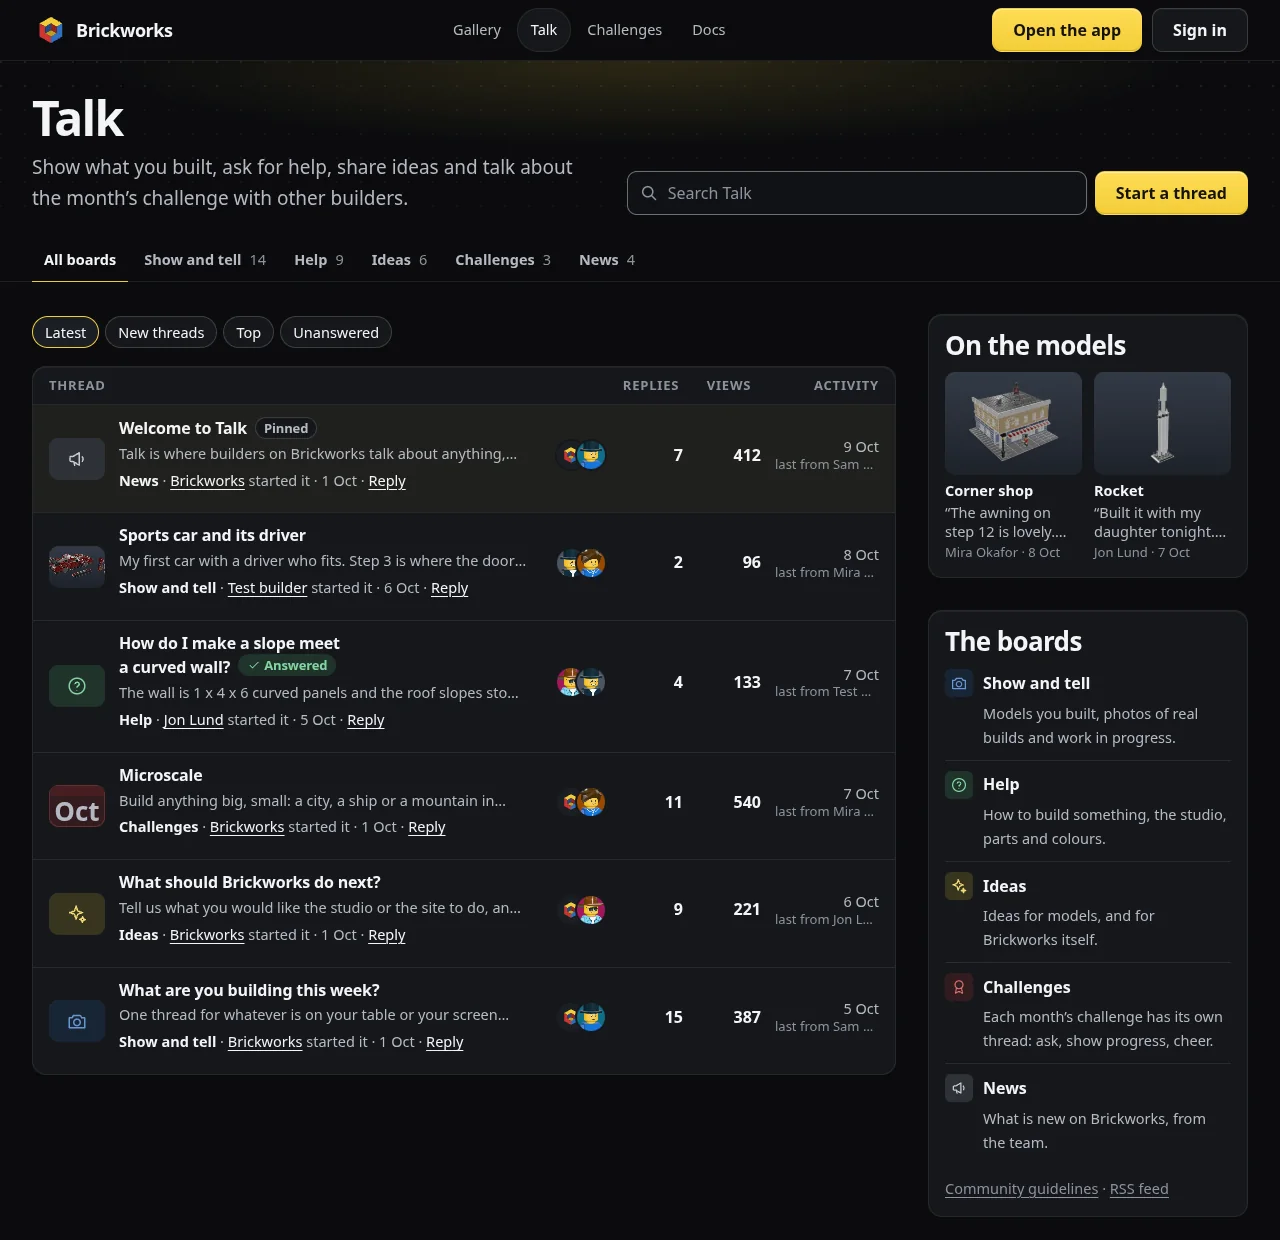 Brickworks
Gallery
Talk
Challenges
Docs
Open the app
Sign in
Talk
Show what you built, ask for help, share ideas and talk about
the month’s challenge with other builders.
Search Talk
Start a thread
All boards
Show and tell 14
Help 9
Ideas 6
Challenges 3
News 4
Latest
New threads
Top
Unanswered
THREAD
REPLIES
VIEWS
ACTIVITY
Welcome to Talk Pinned
Talk is where builders on Brickworks talk about anything,...
News · Brickworks started it · 1 Oct · Reply
7
412
9 Oct
last from Sam ...
Sports car and its driver
My first car with a driver who fits. Step 3 is where the door...
Show and tell · Test builder started it · 6 Oct · Reply
2
96
8 Oct
last from Mira ...
How do I make a slope meet
a curved wall? Answered
The wall is 1 x 4 x 6 curved panels and the roof slopes sto...
Help · Jon Lund started it · 5 Oct · Reply
4
133
7 Oct
last from Test ...
Oct
Microscale
Build anything big, small: a city, a ship or a mountain in...
Challenges · Brickworks started it · 1 Oct · Reply
11
540
7 Oct
last from Mira ...
What should Brickworks do next?
Tell us what you would like the studio or the site to do, an...
Ideas · Brickworks started it · 1 Oct · Reply
9
221
6 Oct
last from Jon L...
What are you building this week?
One thread for whatever is on your table or your screen...
Show and tell · Brickworks started it · 1 Oct · Reply
15
387
5 Oct
last from Sam ...
On the models
Corner shop
“The awning on
step 12 is lovely....
Mira Okafor · 8 Oct
Rocket
“Built it with my
daughter tonight....
Jon Lund · 7 Oct
The boards
Show and tell
Models you built, photos of real
builds and work in progress.
Help
How to build something, the studio,
parts and colours.
Ideas
Ideas for models, and for
Brickworks itself.
Challenges
Each month’s challenge has its own
thread: ask, show progress, cheer.
News
What is new on Brickworks, from
the team.
Community guidelines · RSS feed